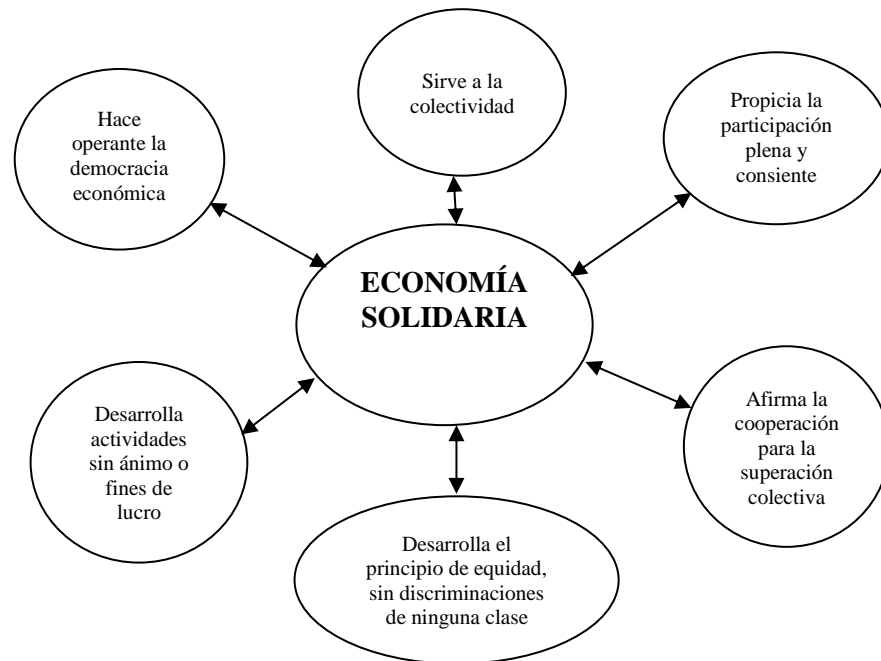 Sirve a la
colectividad
Hace
operante la
democracia
económica
Propicia la
participación
plena y
consiente
ECONOMÍA
SOLIDARIA
Desarrolla
actividades
sin ánimo o
fines de
lucro
Afirma la
cooperación
para la
superación
colectiva
Desarrolla el
principio de equidad,
sin discriminaciones
de ninguna clase